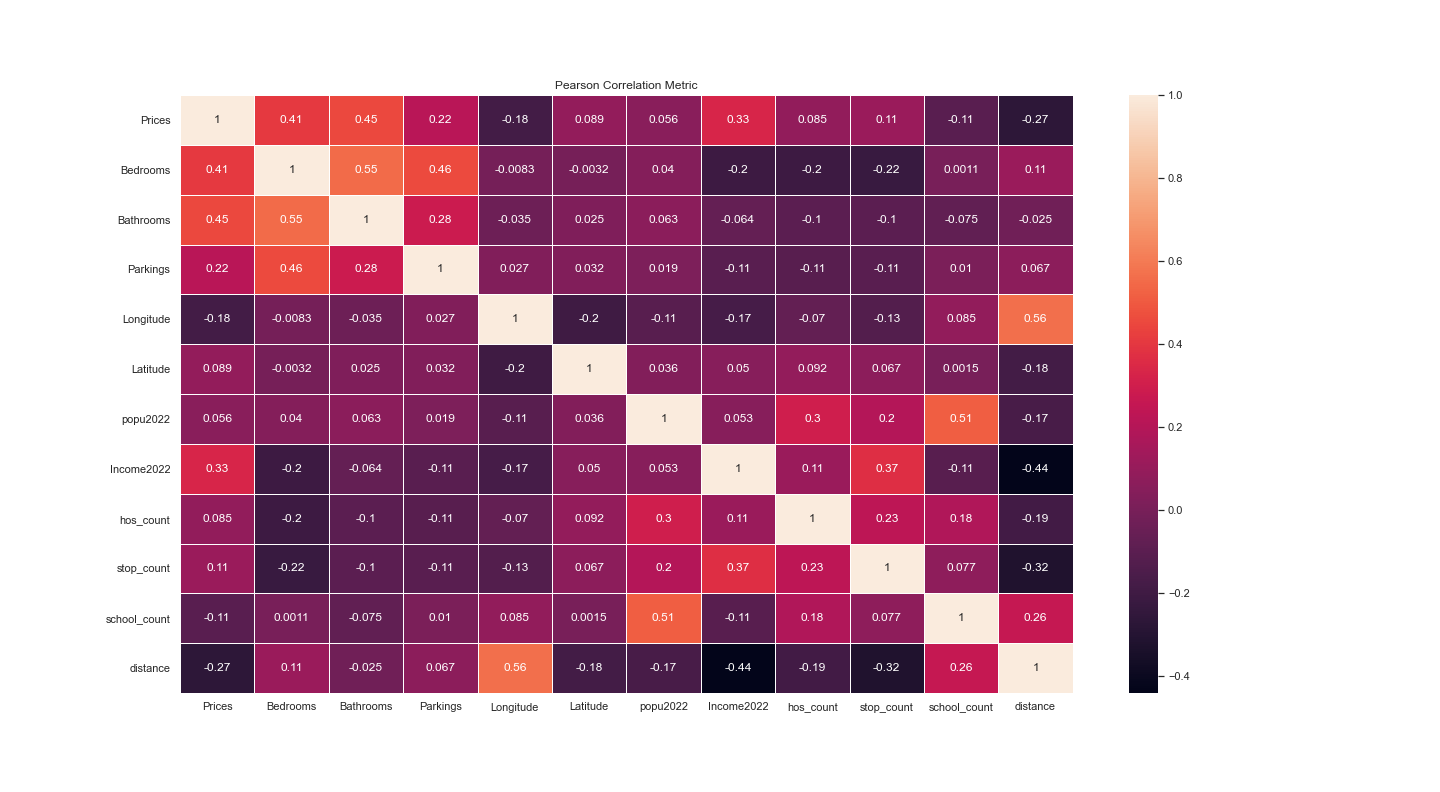 Pearson Correlation Metric
Prices 1 0.41 0.45 0.22 -0.18 0.089 0.056 0.33 0.085 0.11 -0.11 -0.27
Bedrooms 0.41 1 0.55 0.46 -0.0083 -0.0032 0.04 -0.2 -0.2 -0.22 0.0011 0.11
Bathrooms 0.45 0.55 1 0.28 -0.035 0.025 0.063 -0.064 -0.1 -0.1 -0.075 -0.025
Parkings 0.22 0.46 0.28 1 0.027 0.032 0.019 -0.11 -0.11 -0.11 0.01 0.067
Longitude -0.18 -0.0083 -0.035 0.027 1 -0.2 -0.11 -0.17 -0.07 -0.13 0.085 0.56
Latitude 0.089 -0.0032 0.025 0.032 -0.2 1 0.036 0.05 0.092 0.067 0.0015 -0.18
popu2022 0.056 0.04 0.063 0.019 -0.11 0.036 1 0.053 0.3 0.2 0.51 -0.17
Income2022 0.33 -0.2 -0.064 -0.11 -0.17 0.05 0.053 1 0.11 0.37 -0.11 -0.44
hos_count 0.085 -0.2 -0.1 -0.11 -0.07 0.092 0.3 0.11 1 0.23 0.18 -0.19
stop_count 0.11 -0.22 -0.1 -0.11 -0.13 0.067 0.2 0.37 0.23 1 0.077 -0.32
school_count -0.11 0.0011 -0.075 0.01 0.085 0.0015 0.51 -0.11 0.18 0.077 1 0.26
distance -0.27 0.11 -0.025 0.067 0.56 -0.18 -0.17 -0.44 -0.19 -0.32 0.26 1
Prices Bedrooms Bathrooms Parkings Longitude Latitude popu2022 Income2022 hos_count stop_count school_count distance
1.0
0.8
0.6
0.4
0.2
0.0
−0.2
−0.4